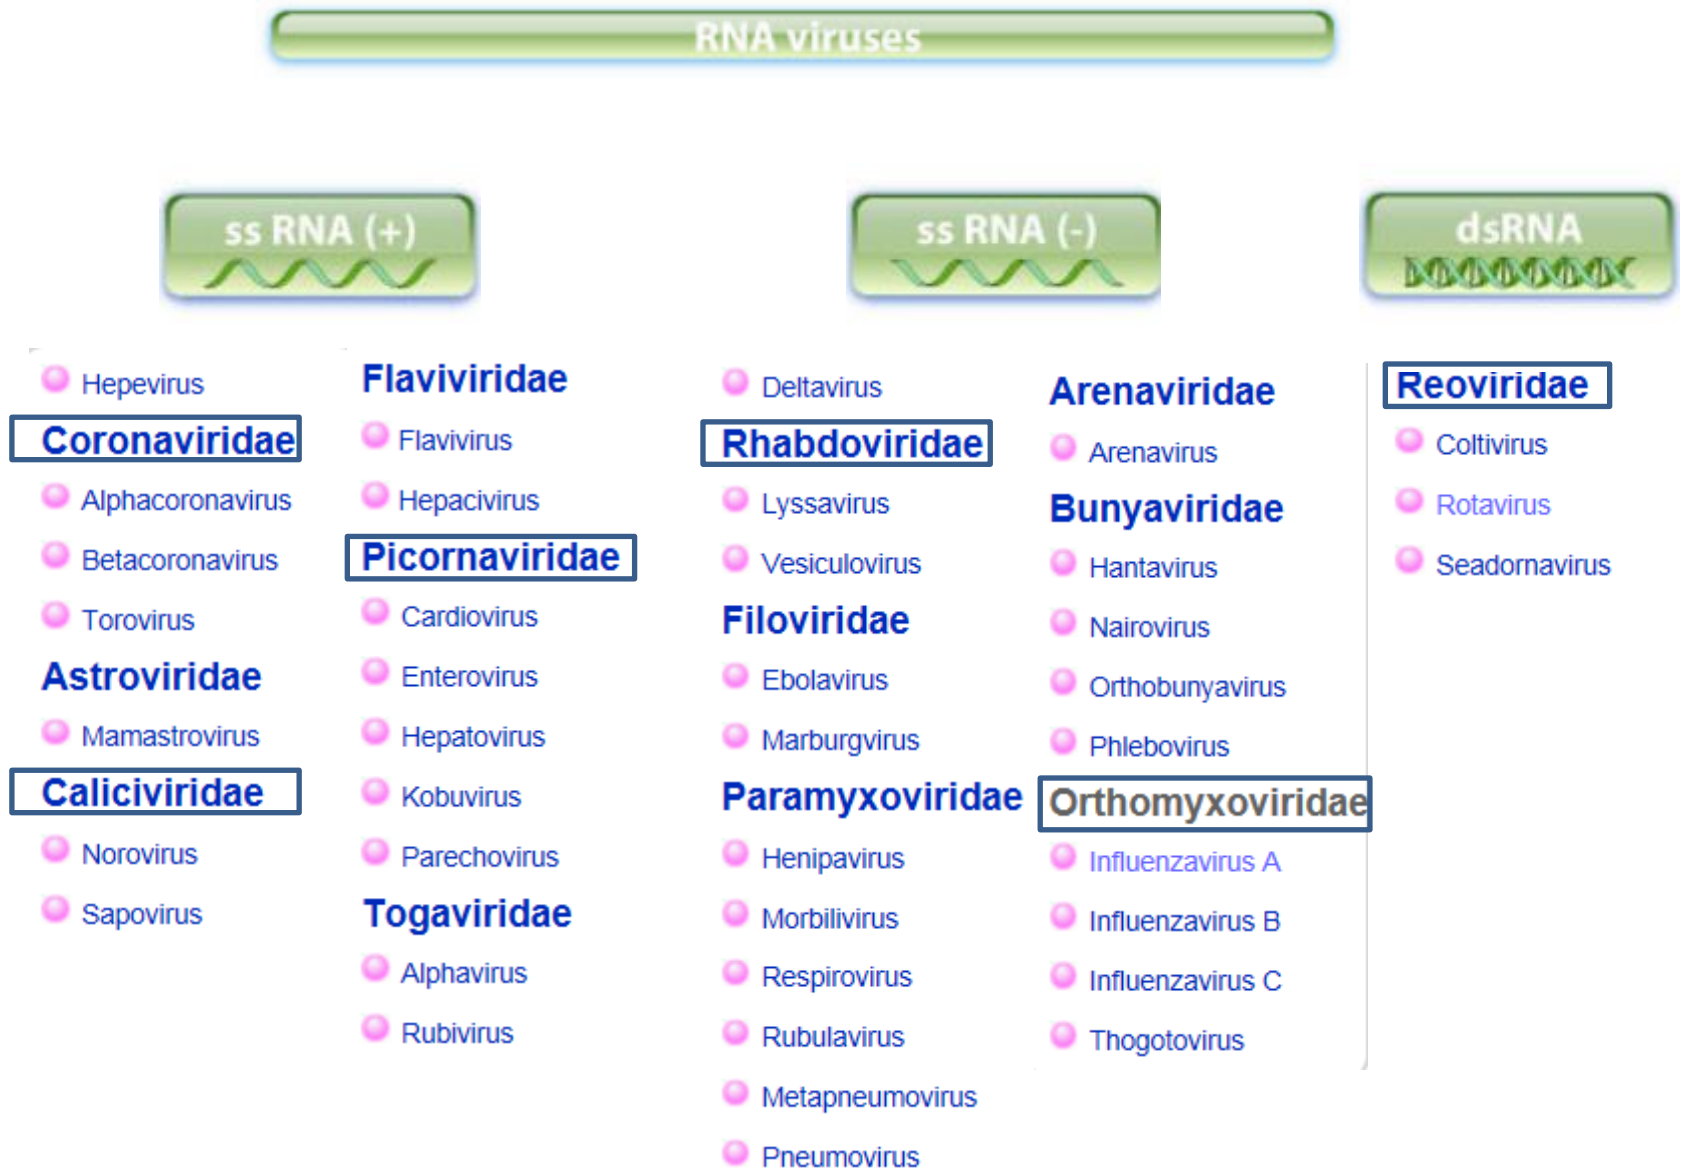 RNA viruses
ss RNA (+)
ss RNA (-)
dsRNA
Hepevirus
Coronaviridae
Alphacoronavirus
Betacoronavirus
Torovirus
Astroviridae
Mamastrovirus
Caliciviridae
Norovirus
Sapovirus
Flaviviridae
Flavivirus
Hepacivirus
Picornaviridae
Cardiovirus
Enterovirus
Hepatovirus
Kobuvirus
Parechovirus
Togaviridae
Alphavirus
Rubivirus
Deltavirus
Rhabdoviridae
Lyssavirus
Vesiculovirus
Filoviridae
Ebolavirus
Marburgvirus
Paramyxoviridae
Henipavirus
Morbilivirus
Respirovirus
Rubulavirus
Metapneumovirus
Pneumovirus
Arenaviridae
Arenavirus
Bunyaviridae
Hantavirus
Nairovirus
Orthobunyavirus
Phlebovirus
Orthomyxoviridae
Influenzavirus A
Influenzavirus B
Influenzavirus C
Thogotovirus
Reoviridae
Coltivirus
Rotavirus
Seadornavirus